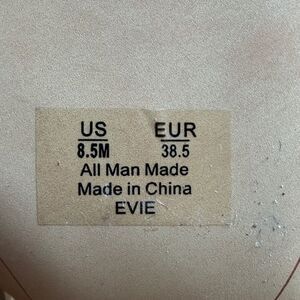 US EUR
8.5M 38.5
All Man Made
Made in China
EVIE